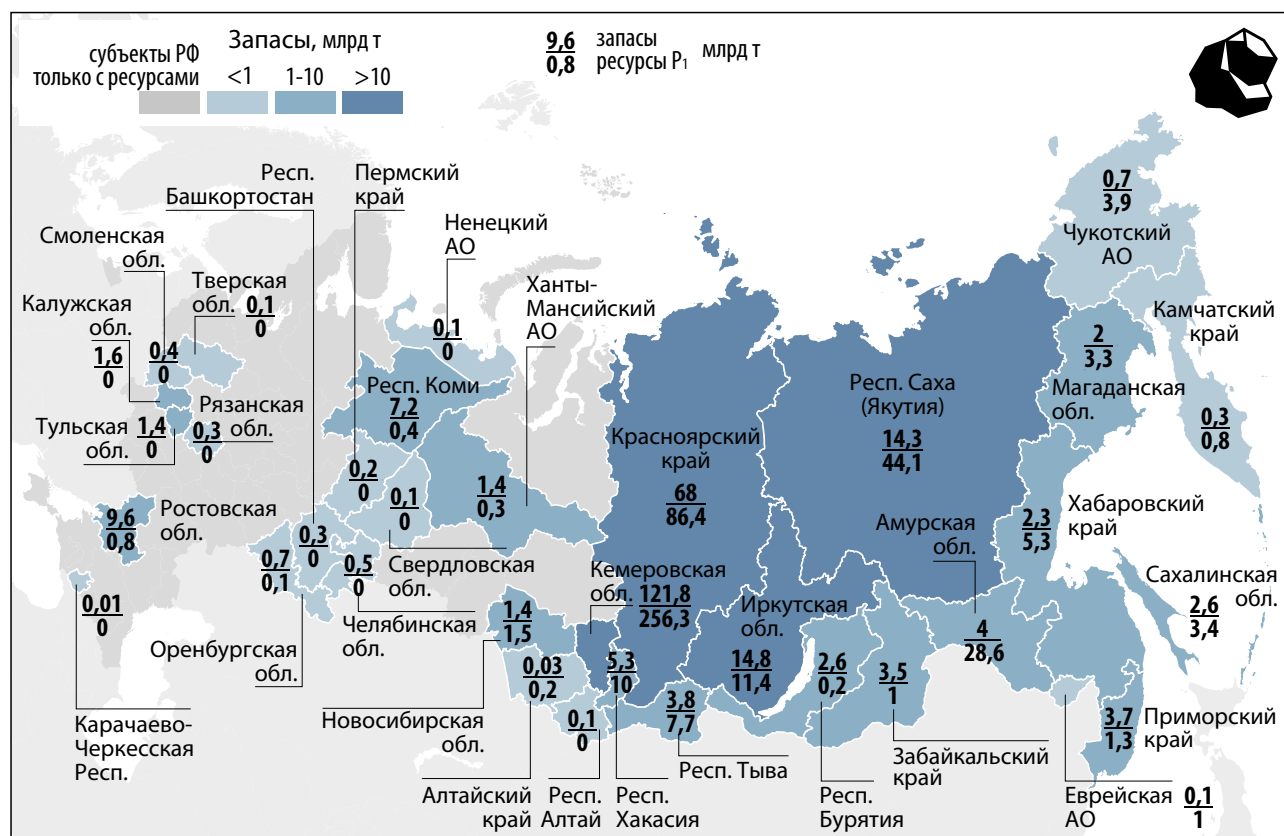 субъекты РФ
только с ресурсами
Запасы, млрд т
<1
1-10
>10
9,6
0,8
запасы
ресурсы P₁
млрд т
Респ.
Башкортостан
Пермский
край
Ненецкий
АО
0,1
0
Смоленская
обл.
0,4
0
Тверская
обл.
0,1
0
Калужская
обл.
1,6
0
Ханты-
Мансийский
АО
1,4
0,3
Тульская
обл.
1,4
0
Рязанская
обл.
0,3
0
Респ. Коми
7,2
0,4
0,2
0
0,1
0
Ростовская
обл.
9,6
0,8
0,3
0
0,7
0,1
0,5
0
Свердловская
обл.
Челябинская
обл.
Оренбургская
обл.
0,01
0
Карачаево-
Черкесская
Респ.
Красноярский
край
68
86,4
Респ. Саха
(Якутия)
14,3
44,1
0,7
3,9
Чукотский
АО
Камчатский
край
0,3
0,8
2
3,3
Магаданская
обл.
Хабаровский
край
2,3
5,3
Амурская
обл.
4
28,6
Сахалинская
обл.
2,6
3,4
Кемеровская
обл.
121,8
256,3
Иркутская
обл.
14,8
11,4
1,4
1,5
Новосибирская
обл.
0,03
0,2
Алтайский
край
0,1
0
Респ.
Алтай
5,3
10
Респ.
Хакасия
3,8
7,7
Респ. Тыва
2,6
0,2
Респ.
Бурятия
3,5
1
Забайкальский
край
3,7
1,3
Приморский
край
Еврейская
АО
0,1
1